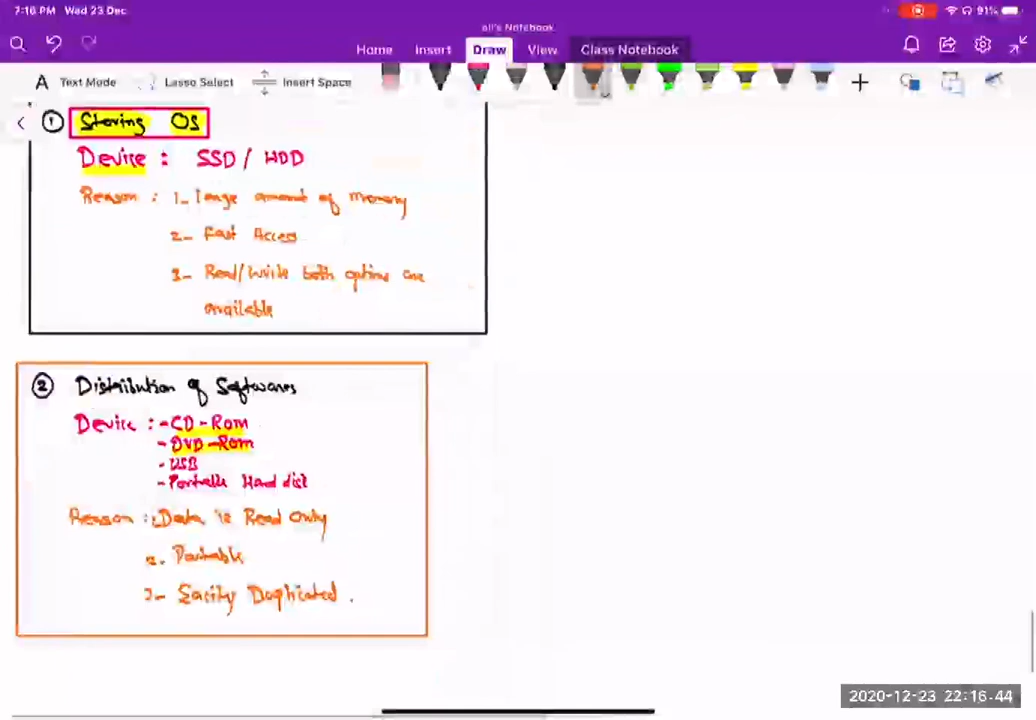 7:16 PM Wed 23 Dec
91%
ali's Notebook
Home Insert Draw View Class Notebook
A Text Mode Lasso Select Insert Space
① Storing OS
Device : SSD / HDD
Reason : 1- Large amount of memory
2- Fast Access
3- Read/Write both options are
available
② Distribution of Softwares
Device : - CD-Rom
- DVD-Rom
- USB
- Portable Hard disk
Reason : Data is Read Only
2. Portable
3- Easily Duplicated .
2020-12-23 22:16:44